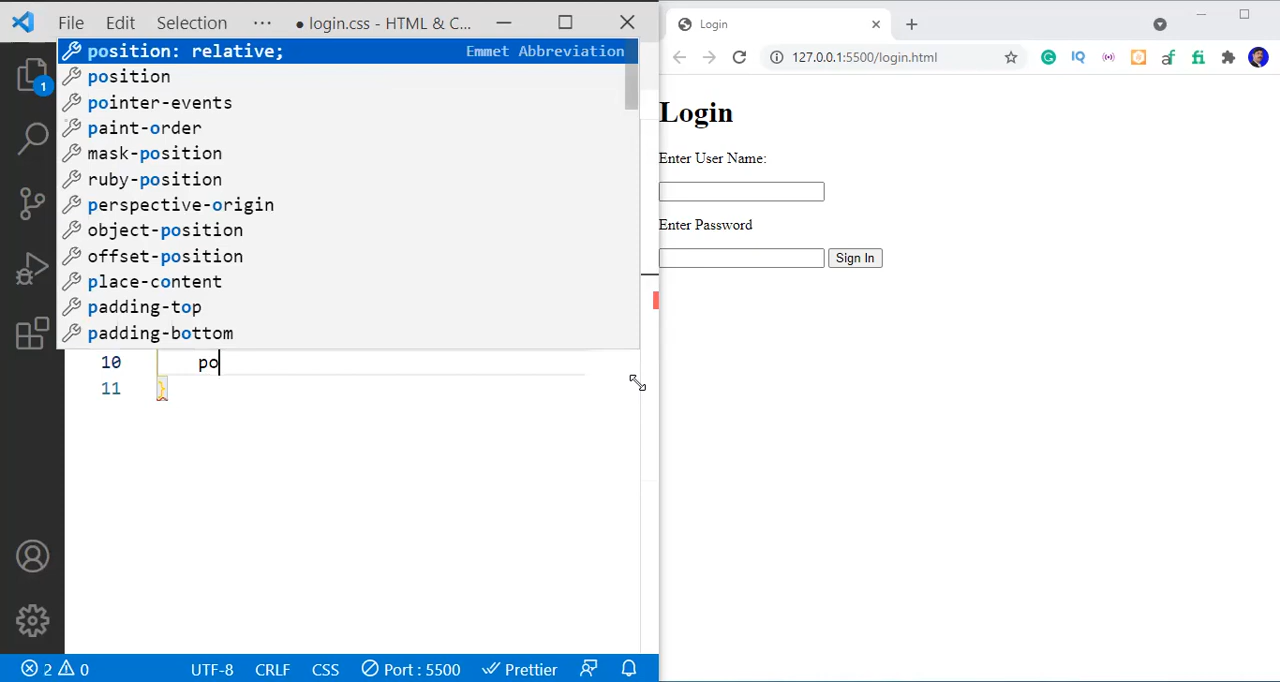 File Edit Selection ··· ● login.css - HTML & C...
position: relative; Emmet Abbreviation
position
pointer-events
paint-order
mask-position
ruby-position
perspective-origin
object-position
offset-position
place-content
padding-top
padding-bottom
10 po
11 }
1
2 0 UTF-8 CRLF CSS Port : 5500 Prettier
Login
127.0.0.1:5500/login.html
IQ
af
fi
Login
Enter User Name:
Enter Password
Sign In